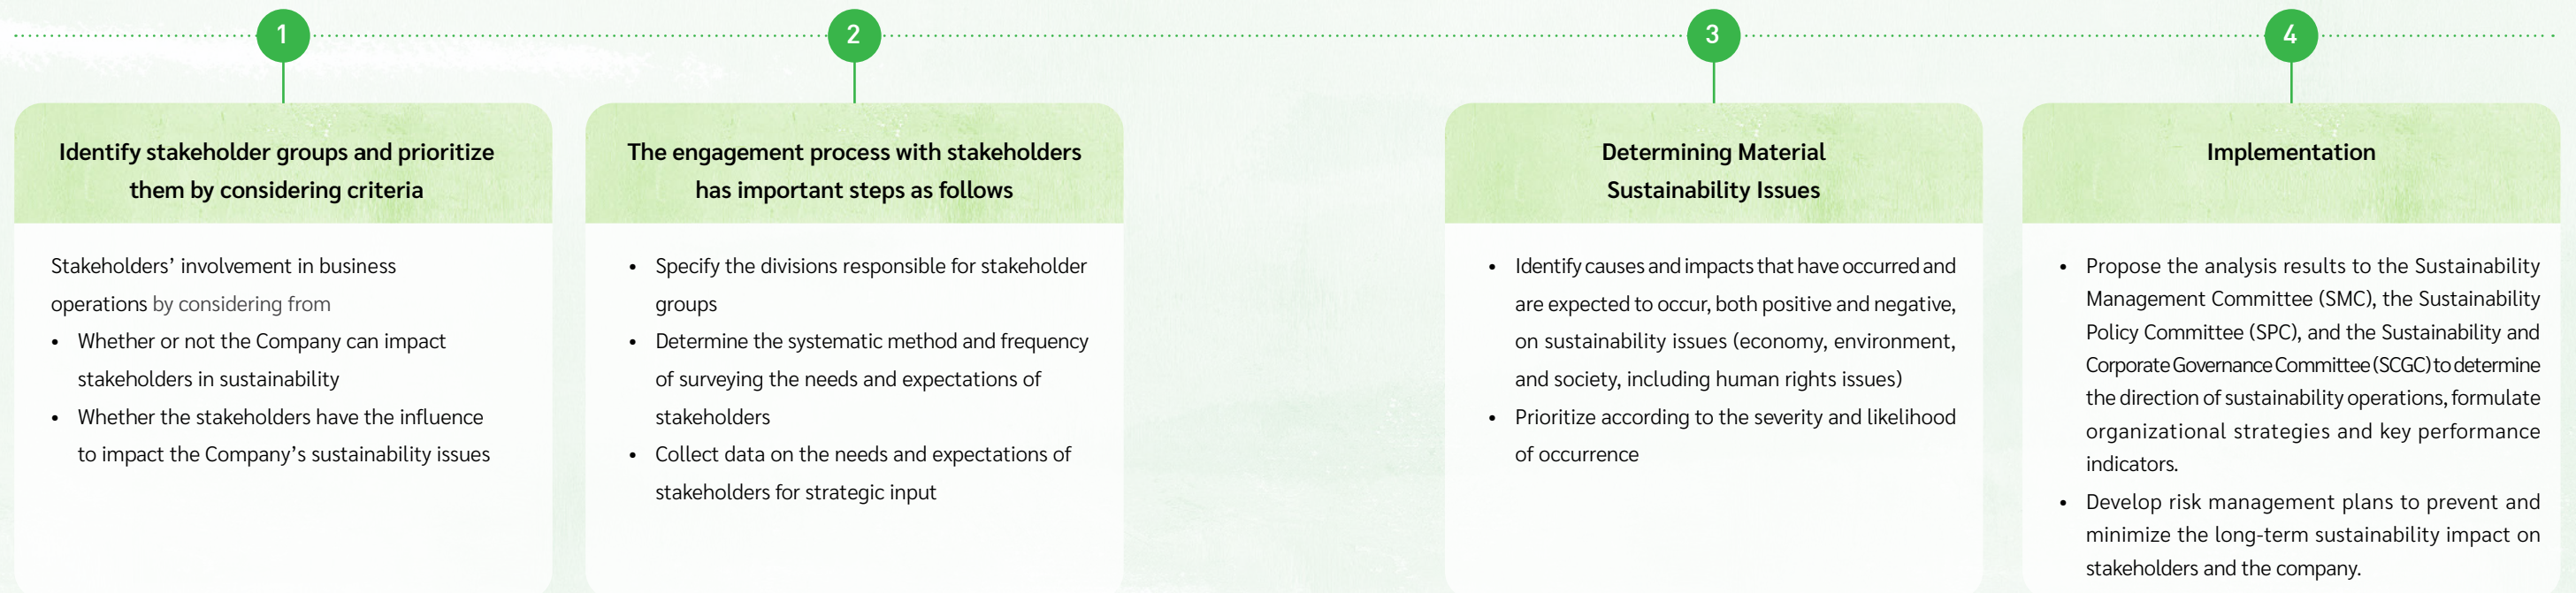 1
Identify stakeholder groups and prioritize
them by considering criteria
Stakeholders’ involvement in business
operations by considering from
• Whether or not the Company can impact
stakeholders in sustainability
• Whether the stakeholders have the influence
to impact the Company’s sustainability issues
2
The engagement process with stakeholders
has important steps as follows
• Specify the divisions responsible for stakeholder
groups
• Determine the systematic method and frequency
of surveying the needs and expectations of
stakeholders
• Collect data on the needs and expectations of
stakeholders for strategic input
3
Determining Material
Sustainability Issues
• Identify causes and impacts that have occurred and
are expected to occur, both positive and negative,
on sustainability issues (economy, environment,
and society, including human rights issues)
• Prioritize according to the severity and likelihood
of occurrence
4
Implementation
• Propose the analysis results to the Sustainability
Management Committee (SMC), the Sustainability
Policy Committee (SPC), and the Sustainability and
Corporate Governance Committee (SCGC) to determine
the direction of sustainability operations, formulate
organizational strategies and key performance
indicators.
• Develop risk management plans to prevent and
minimize the long-term sustainability impact on
stakeholders and the company.